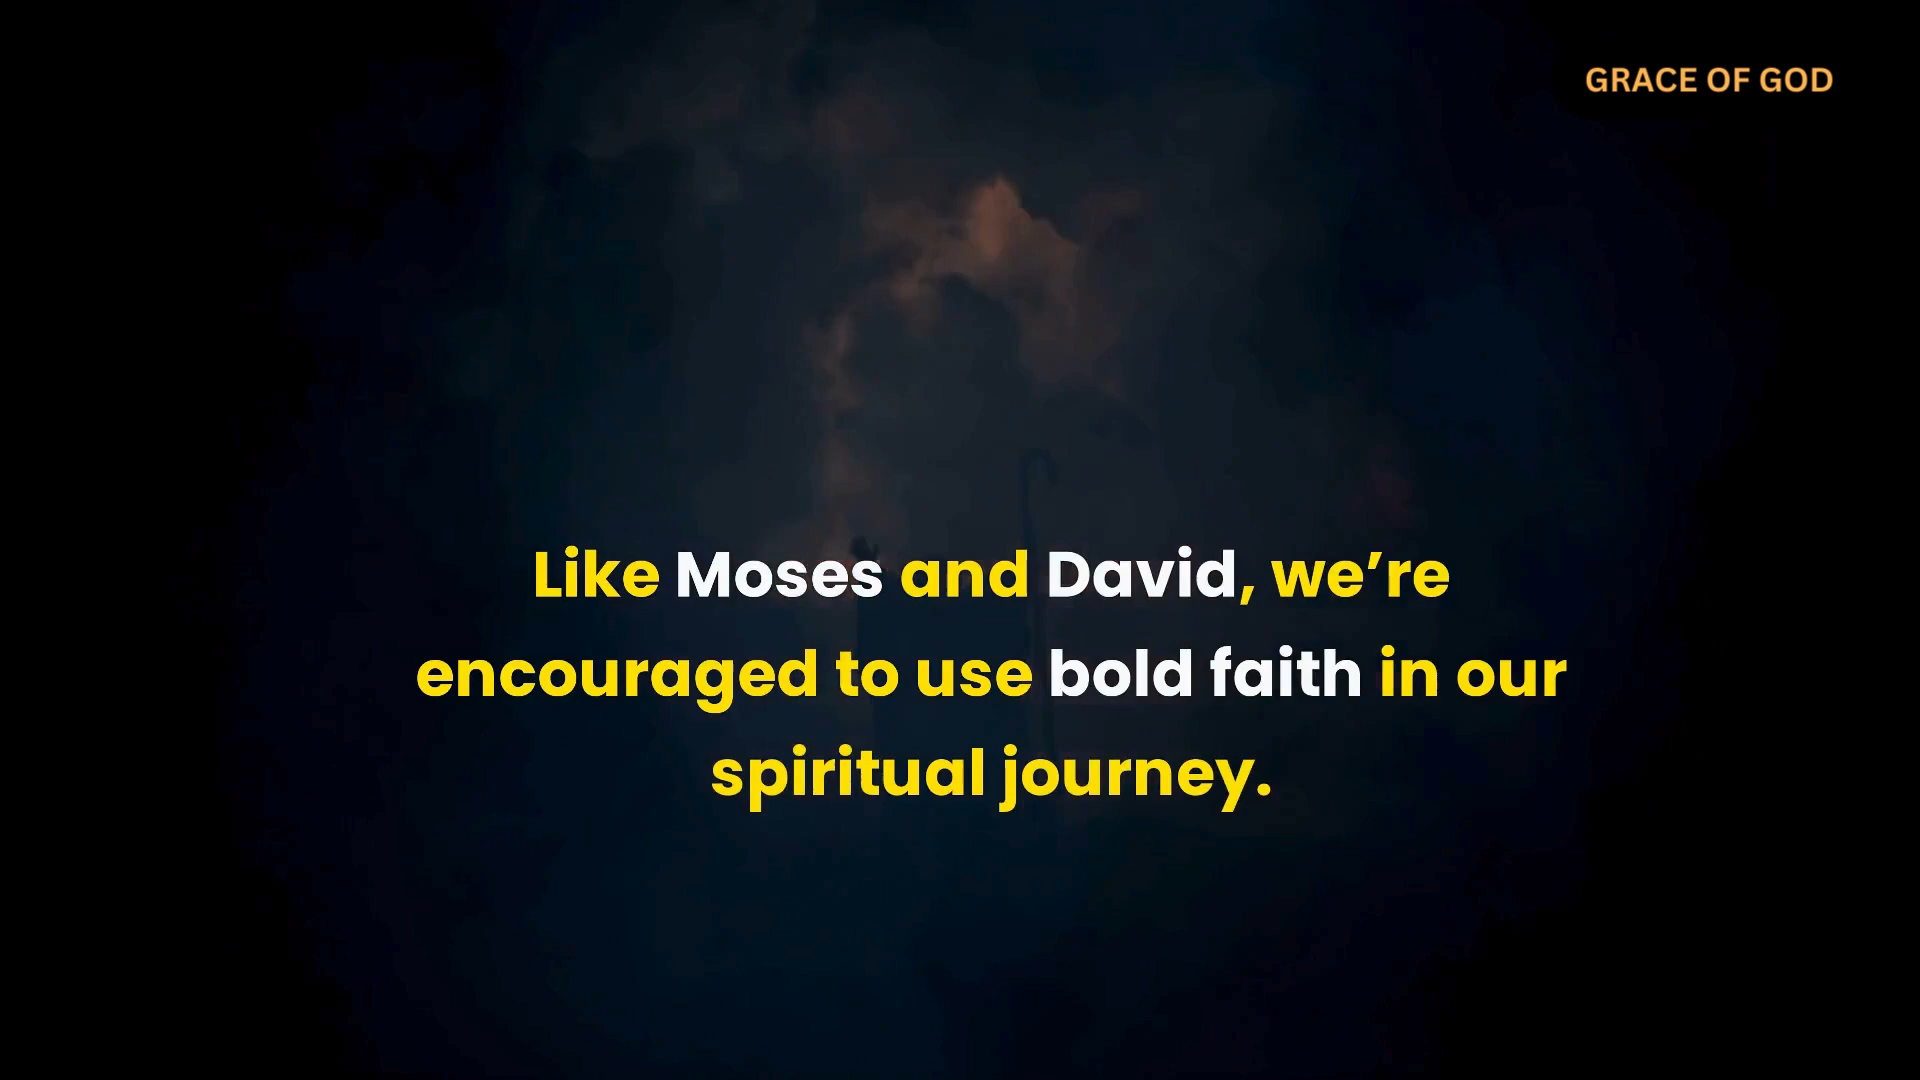 GRACE OF GOD
Like Moses and David, we’re
encouraged to use bold faith in our
spiritual journey.